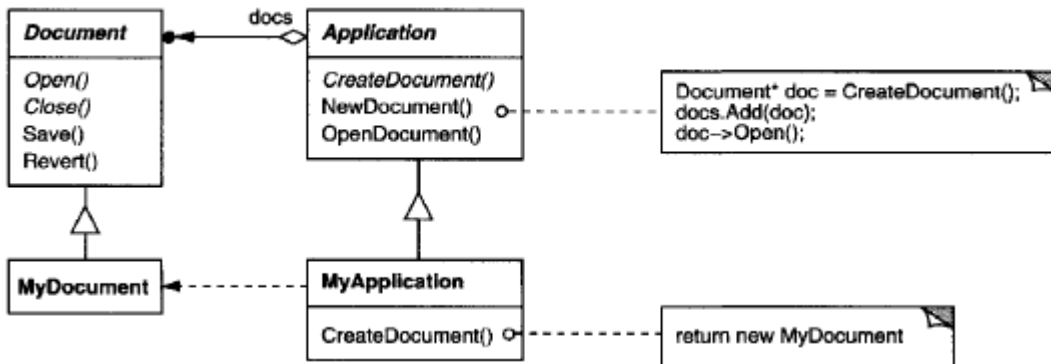 docs
Document
Open()
Close()
Save()
Revert()
Application
CreateDocument()
NewDocument()
OpenDocument()
Document* doc = CreateDocument();
docs.Add(doc);
doc->Open();
MyDocument
MyApplication
CreateDocument()
return new MyDocument